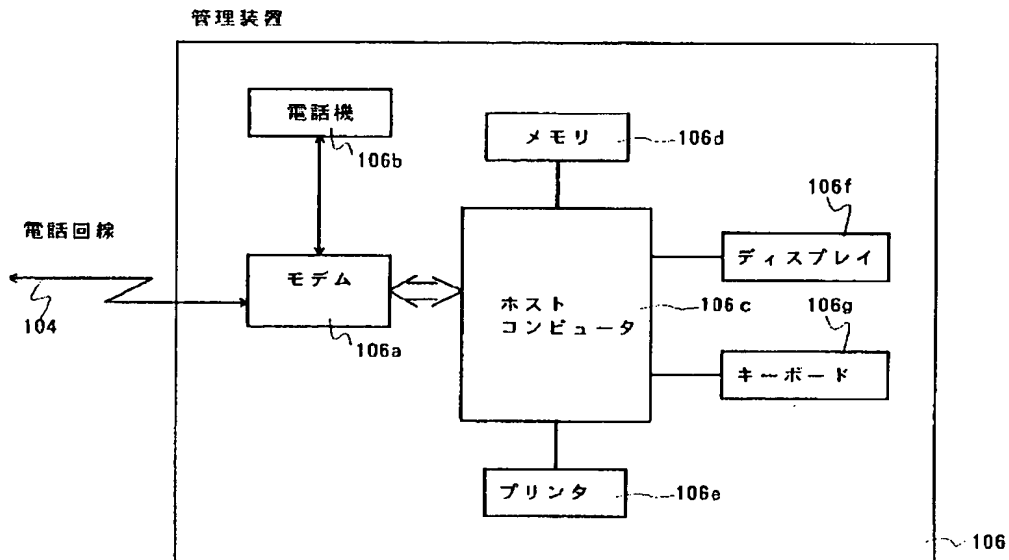 管理装置
電話機
106b
メモリ
106d
106f
ディスプレイ
電話回線
104
モデム
106a
ホスト
コンピュータ
106c
106g
キーボード
プリンタ
106e
106